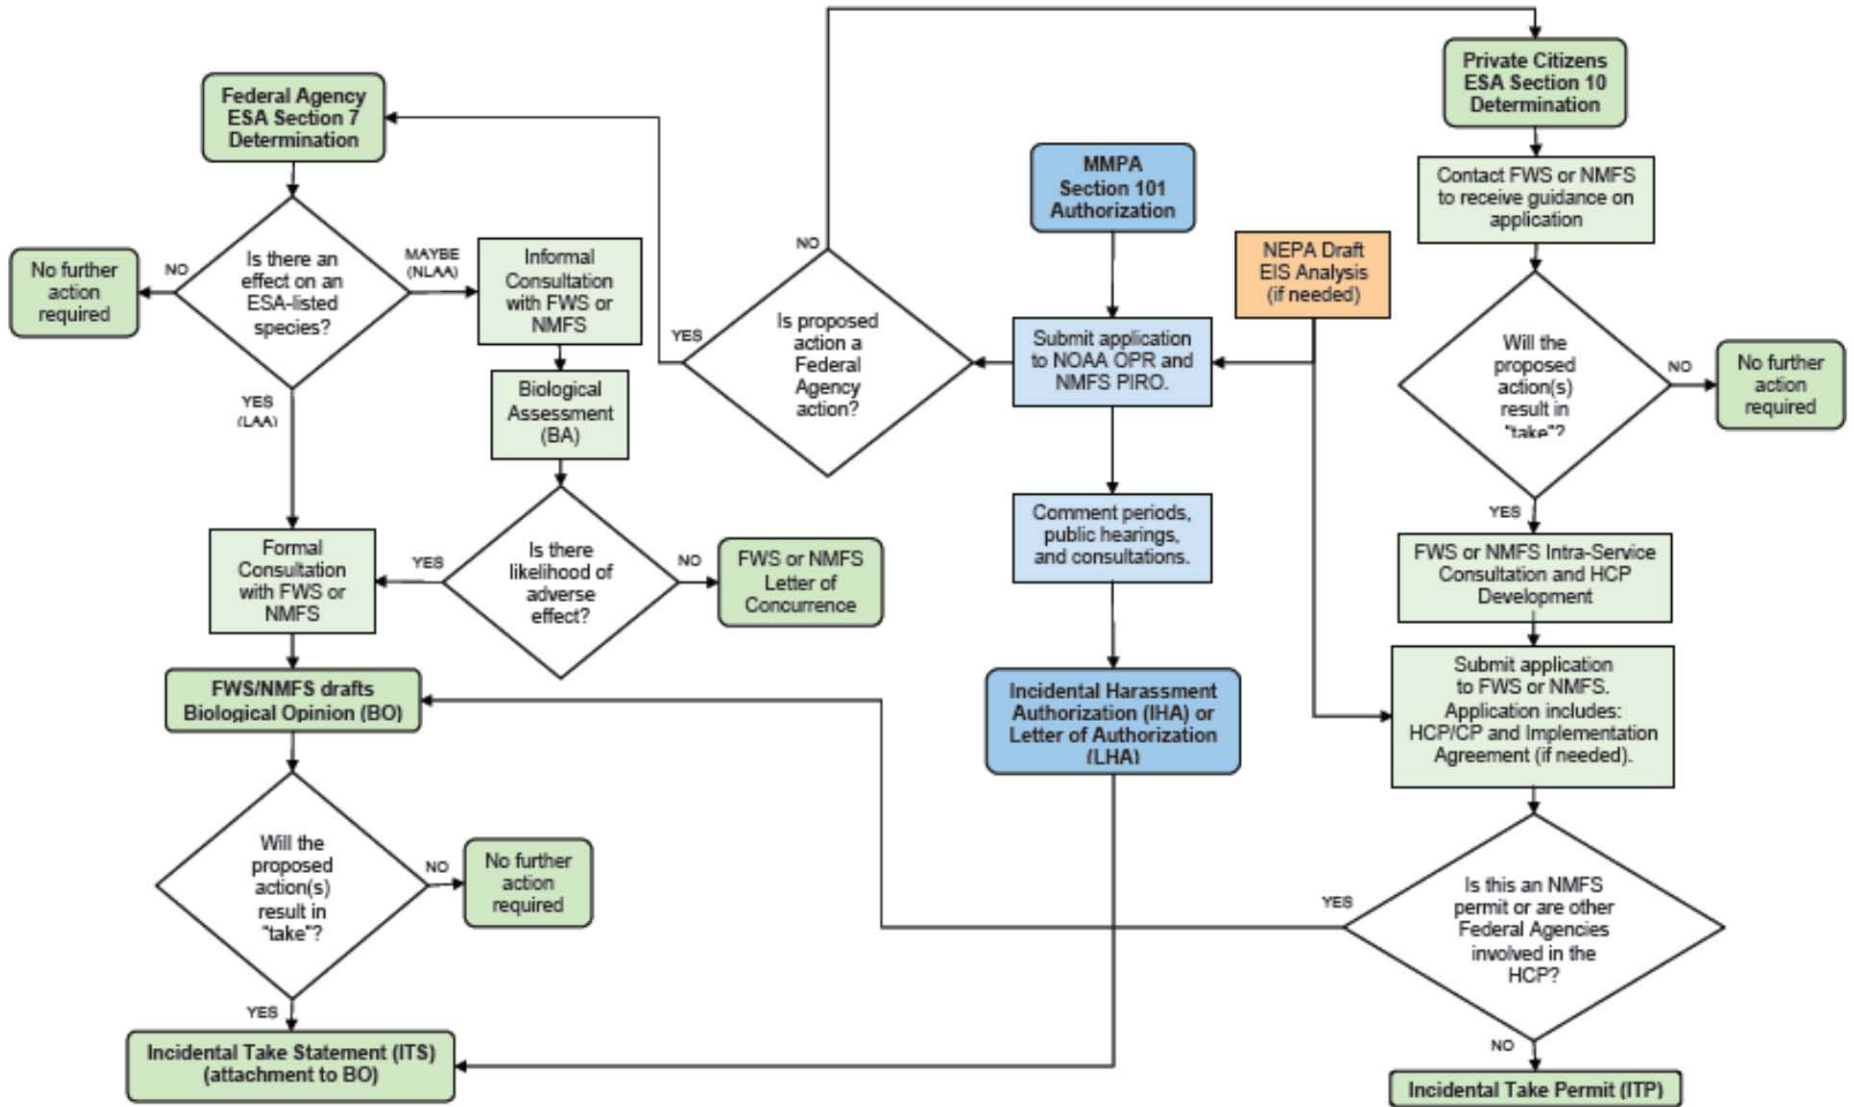 Federal Agency
ESA Section 7
Determination
Is there an
effect on an
ESA-listed
species?
NO
No further
action
required
MAYBE
(NLAA)
Informal
Consultation
with FWS or
NMFS
Biological
Assessment
(BA)
YES
(LAA)
Is there
likelihood of
adverse
effect?
YES
NO
FWS or NMFS
Letter of
Concurrence
Formal
Consultation
with FWS or
NMFS
FWS/NMFS drafts
Biological Opinion (BO)
Will the
proposed
action(s)
result in
"take"?
NO
No further
action
required
YES
Incidental Take Statement (ITS)
(attachment to BO)
NO
Is proposed
action a
Federal
Agency
action?
YES
MMPA
Section 101
Authorization
NEPA Draft
EIS Analysis
(if needed)
Submit application
to NOAA OPR and
NMFS PIRO.
Comment periods,
public hearings,
and consultations.
Incidental Harassment
Authorization (IHA) or
Letter of Authorization
(LHA)
Private Citizens
ESA Section 10
Determination
Contact FWS or NMFS
to receive guidance on
application
Will the
proposed
action(s)
result in
"take"?
NO
No further
action
required
YES
FWS or NMFS Intra-Service
Consultation and HCP
Development
Submit application
to FWS or NMFS.
Application includes:
HCP/CP and Implementation
Agreement (if needed).
Is this an NMFS
permit or are other
Federal Agencies
involved in the
HCP?
YES
NO
Incidental Take Permit (ITP)